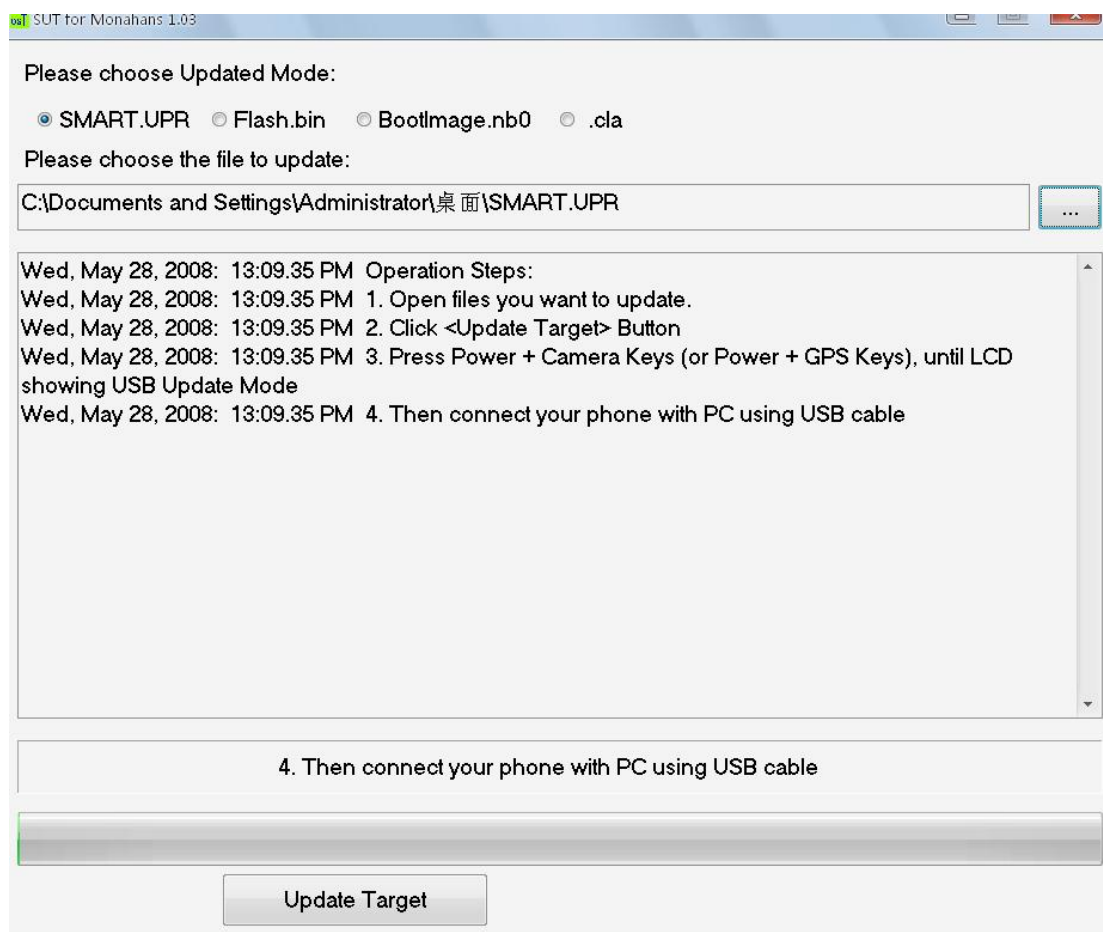 SUT for Monahans 1.03
Please choose Updated Mode:
SMART.UPR Flash.bin BootImage.nb0 .cla
Please choose the file to update:
C:\Documents and Settings\Administrator\桌面\SMART.UPR
...
Wed, May 28, 2008: 13:09.35 PM Operation Steps:
Wed, May 28, 2008: 13:09.35 PM 1. Open files you want to update.
Wed, May 28, 2008: 13:09.35 PM 2. Click <Update Target> Button
Wed, May 28, 2008: 13:09.35 PM 3. Press Power + Camera Keys (or Power + GPS Keys), until LCD
showing USB Update Mode
Wed, May 28, 2008: 13:09.35 PM 4. Then connect your phone with PC using USB cable
4. Then connect your phone with PC using USB cable
Update Target